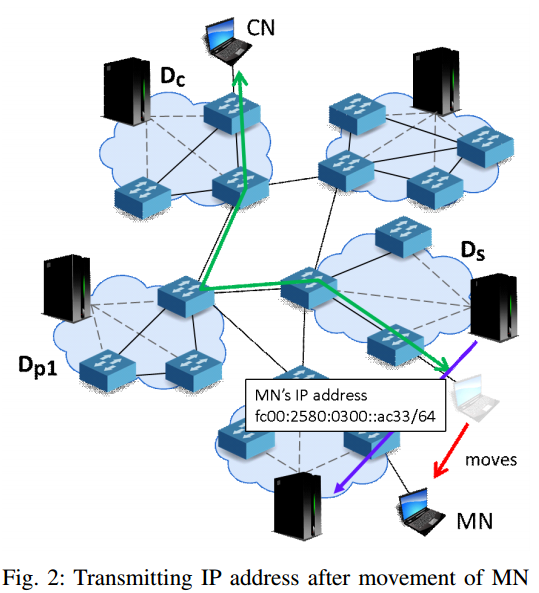 CN
Dc
Ds
Dp1
MN's IP address
fc00:2580:0300::ac33/64
moves
MN
Fig. 2: Transmitting IP address after movement of MN